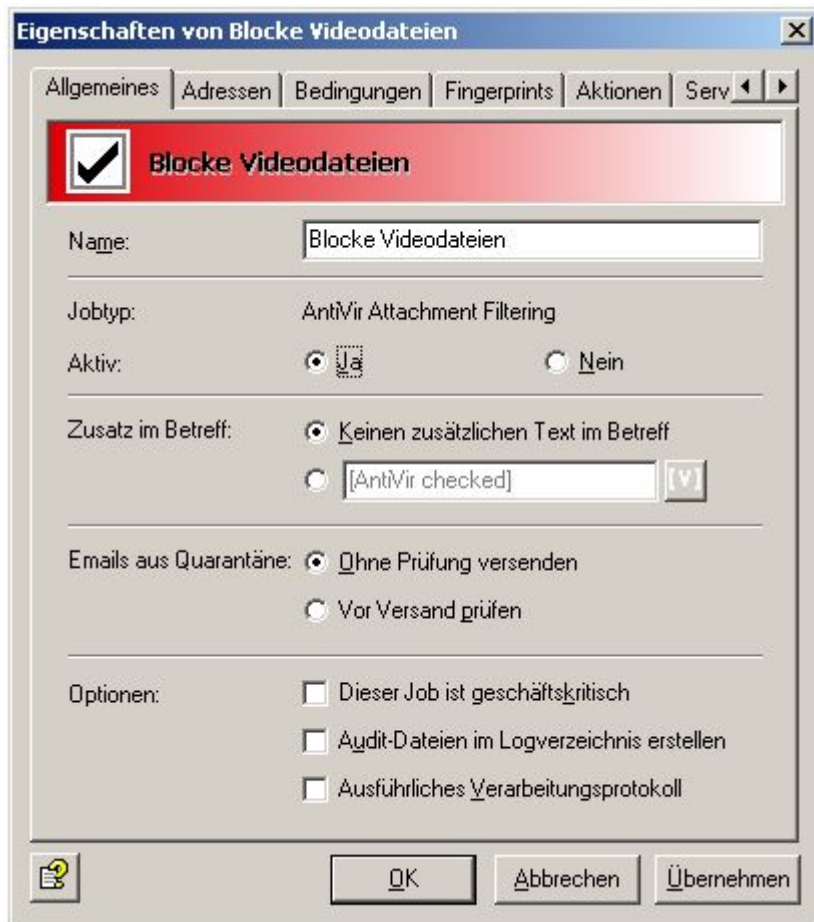 Eigenschaften von Blocke Videodateien
Allgemeines Adressen Bedingungen Fingerprints Aktionen Serv
Blocke Videodateien
Name: Blocke Videodateien
Jobtyp: AntiVir Attachment Filtering
Aktiv: Ja Nein
Zusatz im Betreff: Keinen zusätzlichen Text im Betreff
[AntiVir checked] [V]
Emails aus Quarantäne: Ohne Prüfung versenden
Vor Versand prüfen
Optionen: Dieser Job ist geschäftskritisch
Audit-Dateien im Logverzeichnis erstellen
Ausführliches Verarbeitungsprotokoll
OK Abbrechen Übernehmen